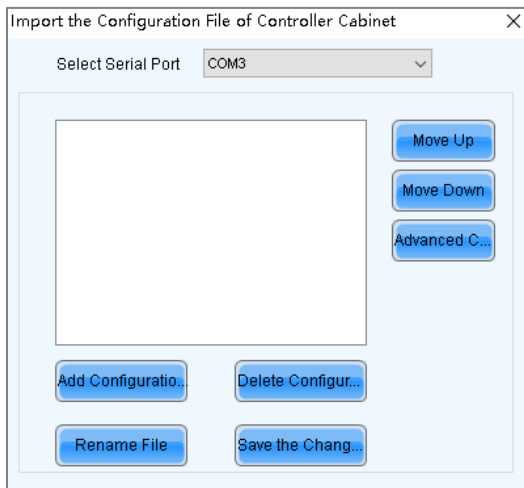 Import the Configuration File of Controller Cabinet
Select Serial Port COM3
Move Up
Move Down
Advanced C...
Add Configuratio...
Delete Configur...
Rename File
Save the Chang...